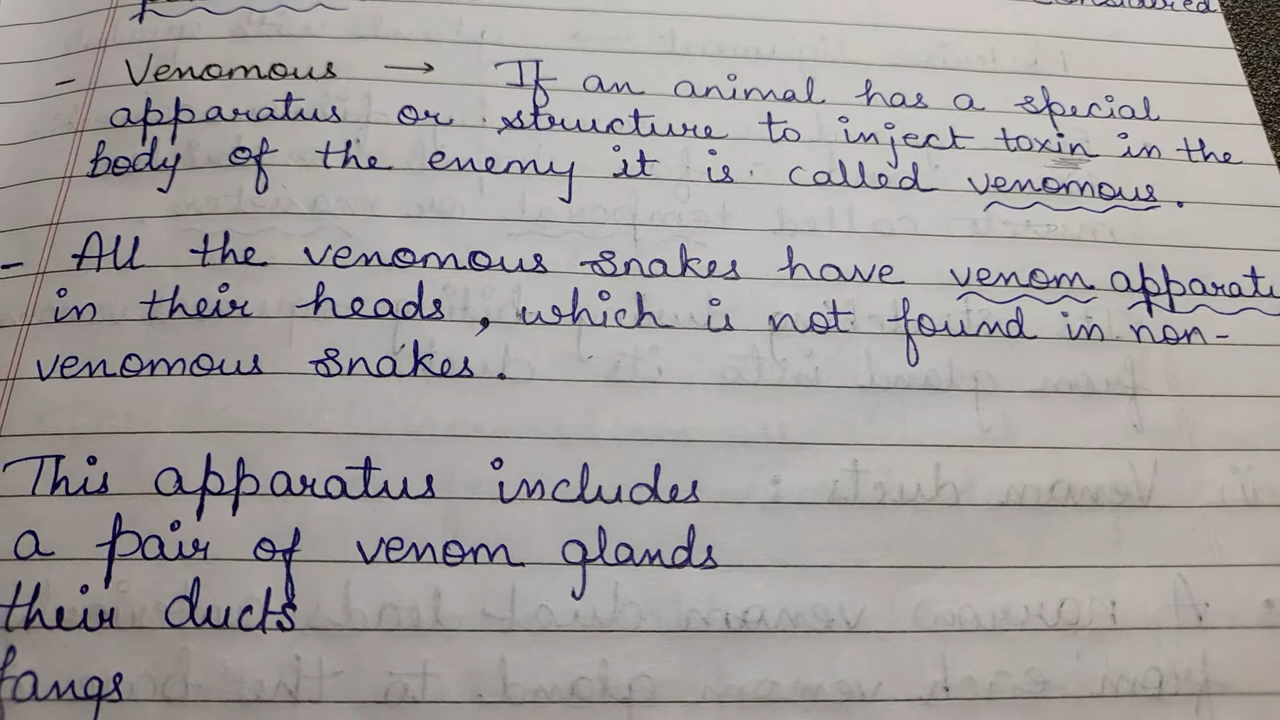 Considered
- Venomous → If an animal has a special
apparatus or structure to inject toxin in the
body of the enemy it is called venomous.
- All the venomous snakes have venom apparat
in their heads, which is not found in non-
venomous snakes.
This apparatus includes
a pair of venom glands
their ducts
fangs